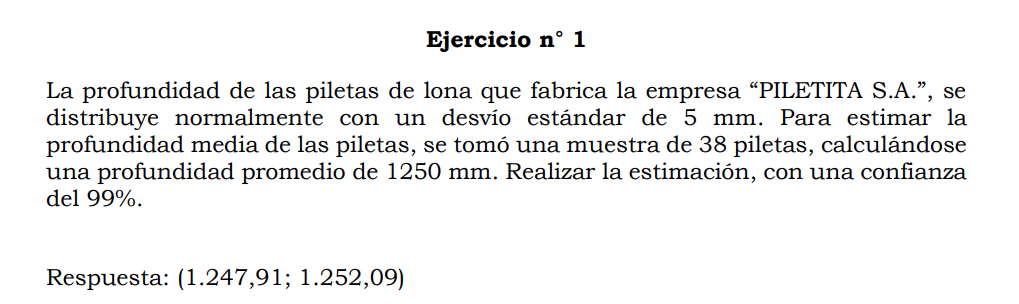 Ejercicio n° 1
La profundidad de las piletas de lona que fabrica la empresa “PILETITA S.A.”, se
distribuye normalmente con un desvío estándar de 5 mm. Para estimar la
profundidad media de las piletas, se tomó una muestra de 38 piletas, calculándose
una profundidad promedio de 1250 mm. Realizar la estimación, con una confianza
del 99%.
Respuesta: (1.247,91; 1.252,09)